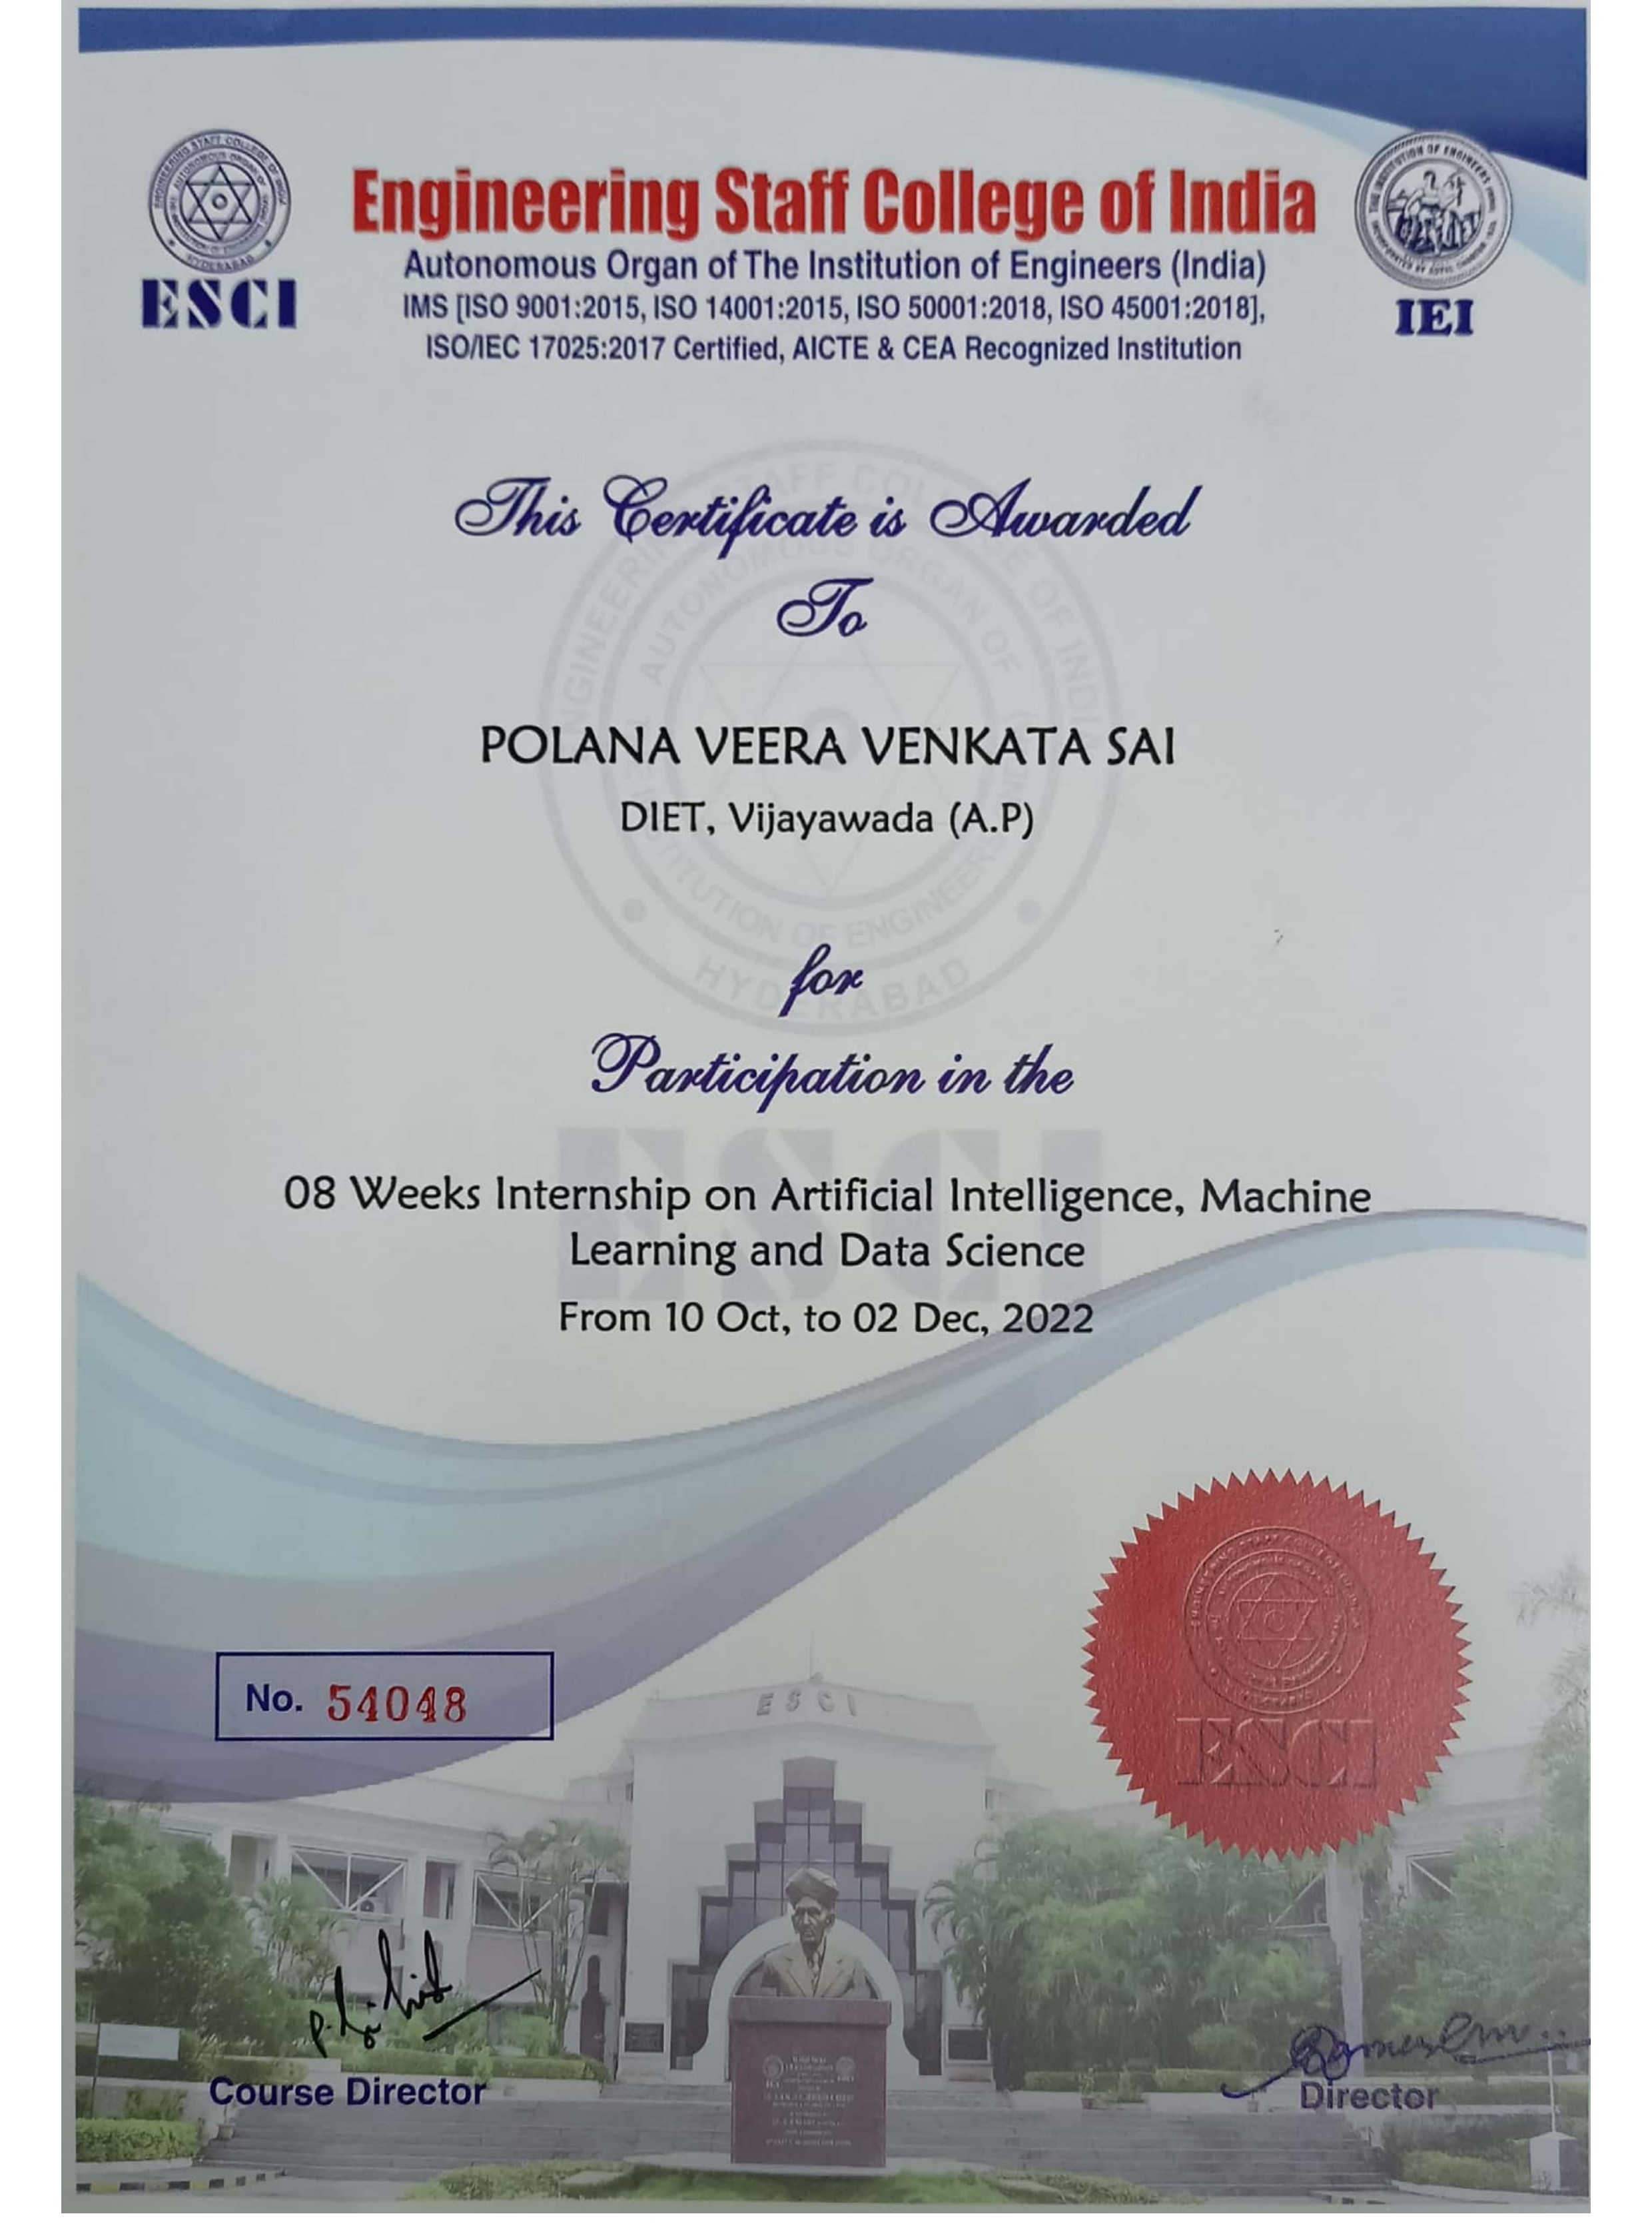 ESCI
Engineering Staff College of India
Autonomous Organ of The Institution of Engineers (India)
IMS [ISO 9001:2015, ISO 14001:2015, ISO 50001:2018, ISO 45001:2018],
ISO/IEC 17025:2017 Certified, AICTE & CEA Recognized Institution
IEI
This Certificate is Awarded
To
POLANA VEERA VENKATA SAI
DIET, Vijayawada (A.P)
for
Participation in the
08 Weeks Internship on Artificial Intelligence, Machine
Learning and Data Science
From 10 Oct, to 02 Dec, 2022
No. 54048
ESCI
ESCI
Course Director
Director